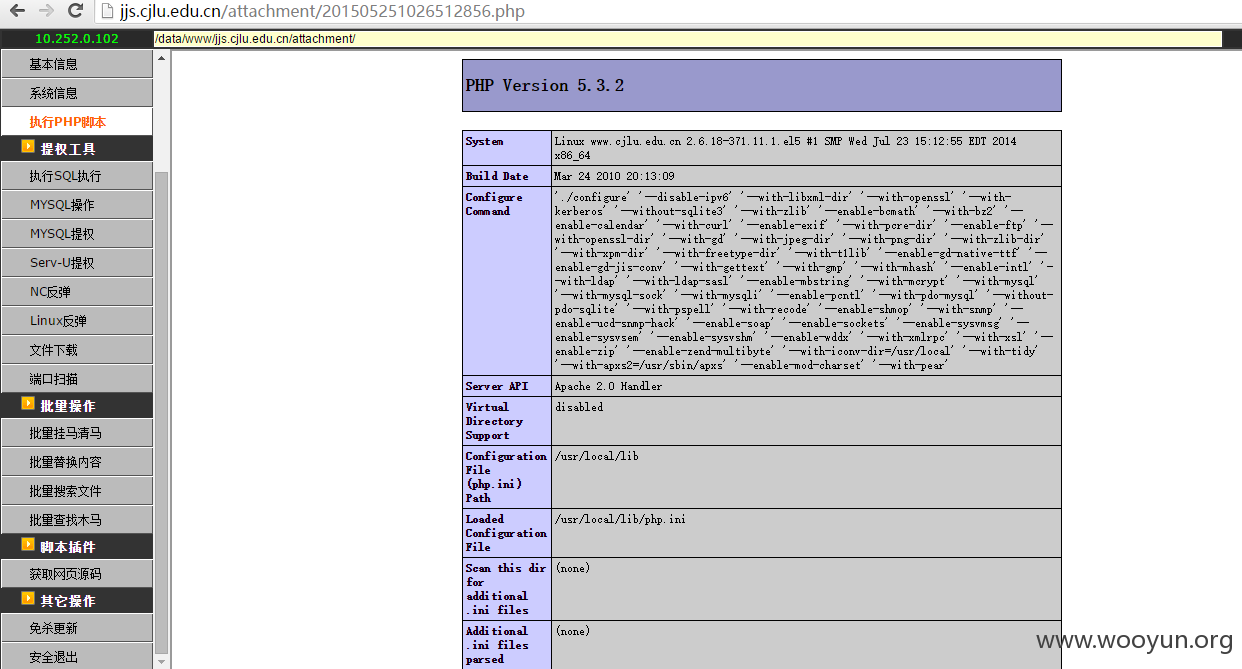 jjs.cjlu.edu.cn/attachment/201505251026512856.php
10.252.0.102
/data/www/jjs.cjlu.edu.cn/attachment/
基本信息
系统信息
执行PHP脚本
提权工具
执行SQL执行
MYSQL操作
MYSQL提权
Serv-U提权
NC反弹
Linux反弹
文件下载
端口扫描
批量操作
批量挂马清马
批量替换内容
批量搜索文件
批量查找木马
脚本插件
获取网页源码
其它操作
免杀更新
安全退出
PHP Version 5.3.2
System
Linux www.cjlu.edu.cn 2.6.18-371.11.1.el5 #1 SMP Wed Jul 23 15:12:55 EDT 2014
x86_64
Build Date
Mar 24 2010 20:13:09
Configure
Command
'./configure' '--disable-ipv6' '--with-libxml-dir' '--with-openssl' '--with-
kerberos' '--without-sqlite3' '--with-zlib' '--enable-bcmath' '--with-bz2' '--
enable-calendar' '--with-curl' '--enable-exif' '--with-pcre-dir' '--enable-ftp' '--
with-openssl-dir' '--with-gd' '--with-jpeg-dir' '--with-png-dir' '--with-zlib-dir'
'--with-xpm-dir' '--with-freetype-dir' '--with-t1lib' '--enable-gd-native-ttf' '--
enable-gd-jis-conv' '--with-gettext' '--with-gmp' '--with-mhash' '--enable-intl' '-
-with-ldap' '--with-ldap-sasl' '--enable-mbstring' '--with-mcrypt' '--with-mysql'
'--with-mysql-sock' '--with-mysqli' '--enable-pcntl' '--with-pdo-mysql' '--without-
pdo-sqlite' '--with-pspell' '--with-recode' '--enable-shmop' '--with-snmp' '--
enable-ucd-snmp-hack' '--enable-soap' '--enable-sockets' '--enable-sysvmsg' '--
enable-sysvsem' '--enable-sysvshm' '--enable-wddx' '--with-xmlrpc' '--with-xsl' '--
enable-zip' '--enable-zend-multibyte' '--with-iconv-dir=/usr/local' '--with-tidy'
'--with-apxs2=/usr/sbin/apxs' '--enable-mod-charset' '--with-pear'
Server API
Apache 2.0 Handler
Virtual
Directory
Support
disabled
Configuration
File
(php.ini)
Path
/usr/local/lib
Loaded
Configuration
File
/usr/local/lib/php.ini
Scan this dir
for
additional
.ini files
(none)
Additional
.ini files
parsed
(none)
www.wooyun.org